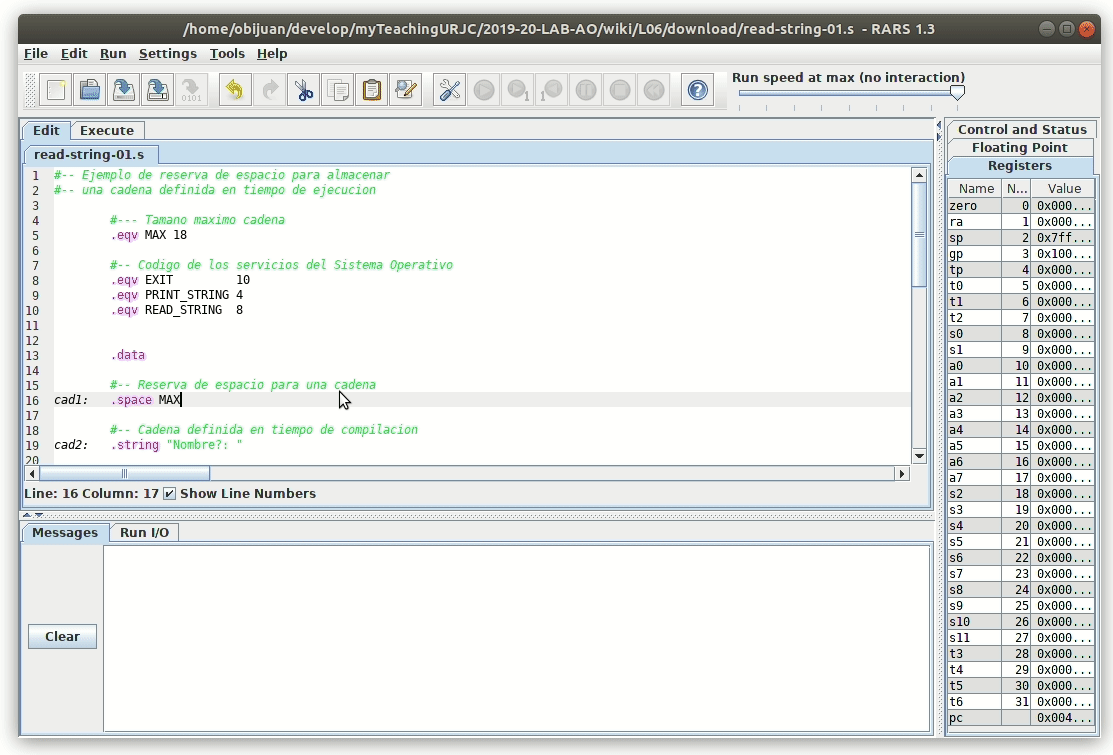 /home/obijuan/develop/myTeachingURJC/2019-20-LAB-AO/wiki/L06/download/read-string-01.s - RARS 1.3
File Edit Run Settings Tools Help
Run speed at max (no interaction)
Edit Execute
read-string-01.s
1 #-- Ejemplo de reserva de espacio para almacenar
2 #-- una cadena definida en tiempo de ejecucion
3
4 #--- Tamano maximo cadena
5 .eqv MAX 18
6
7 #-- Codigo de los servicios del Sistema Operativo
8 .eqv EXIT 10
9 .eqv PRINT_STRING 4
10 .eqv READ_STRING 8
11
12
13 .data
14
15 #-- Reserva de espacio para una cadena
16 cad1: .space MAX
17
18 #-- Cadena definida en tiempo de compilacion
19 cad2: .string "Nombre?: "
20
Line: 16 Column: 17 Show Line Numbers
Messages Run I/O
Clear
Control and Status
Floating Point
Registers
Name N... Value
zero 0 0x000...
ra 1 0x000...
sp 2 0x7ff...
gp 3 0x100...
tp 4 0x000...
t0 5 0x000...
t1 6 0x000...
t2 7 0x000...
s0 8 0x000...
s1 9 0x000...
a0 10 0x000...
a1 11 0x000...
a2 12 0x000...
a3 13 0x000...
a4 14 0x000...
a5 15 0x000...
a6 16 0x000...
a7 17 0x000...
s2 18 0x000...
s3 19 0x000...
s4 20 0x000...
s5 21 0x000...
s6 22 0x000...
s7 23 0x000...
s8 24 0x000...
s9 25 0x000...
s10 26 0x000...
s11 27 0x000...
t3 28 0x000...
t4 29 0x000...
t5 30 0x000...
t6 31 0x000...
pc 0x004...